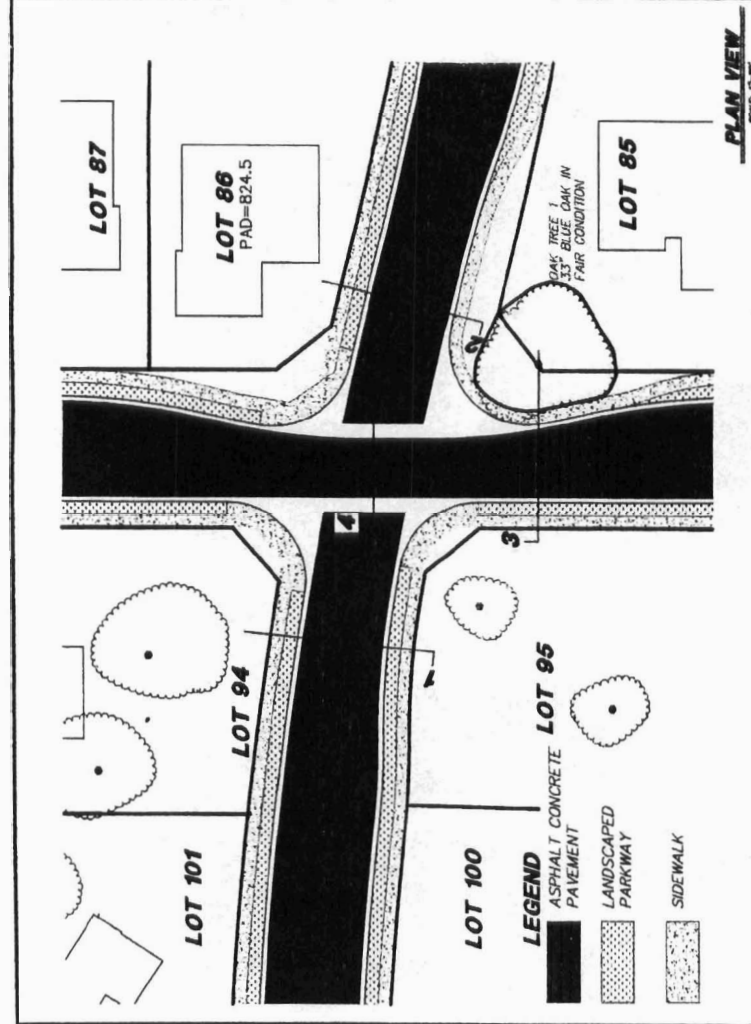 LOT 87
LOT 86
PAD=824.5
OAK TREE 1
33" BLUE OAK IN
FAIR CONDITION
LOT 85
2
4
3
1
LOT 94
LOT 95
LOT 101
LOT 100
LEGEND
ASPHALT CONCRETE
PAVEMENT
LANDSCAPED
PARKWAY
SIDEWALK
PLAN VIEW